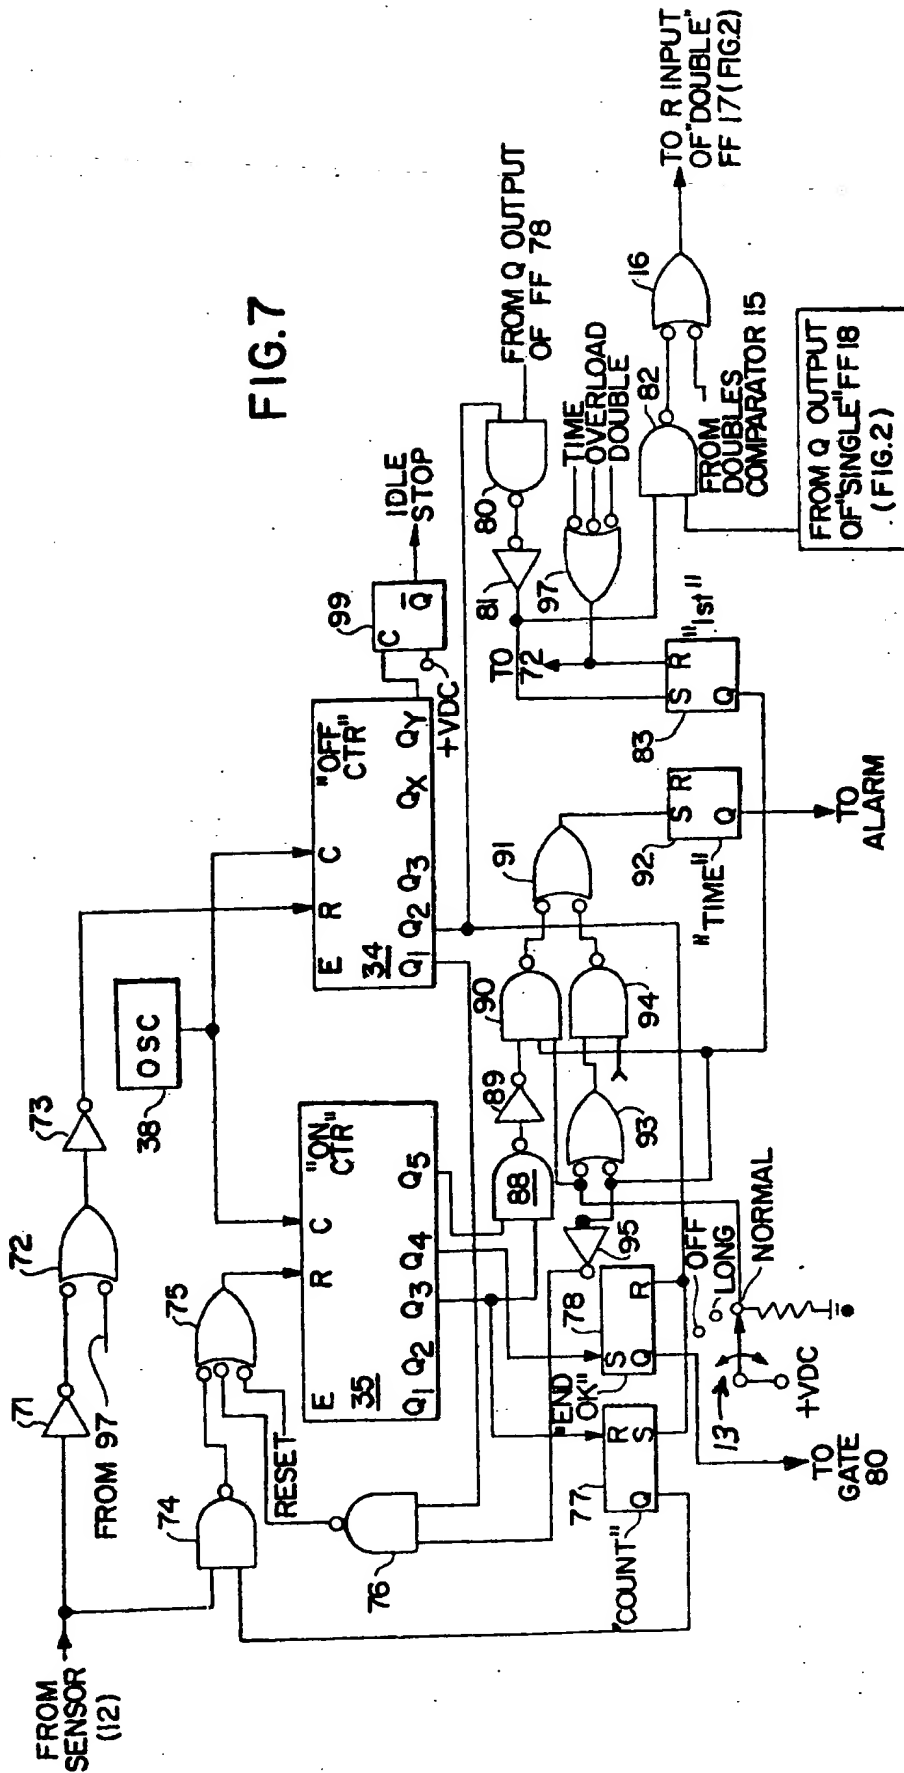 FIG.7
FROM
SENSOR
(12)
71
FROM 97
72
73
74
75
RESET
76
OSC
38
"ON"
CTR
E
R
C
35
Q1 Q2 Q3 Q4 Q5
"OFF"
CTR
E
R
C
34
Q1 Q2 Q3 QX QY
99
C
Q̄
+VDC
IDLE
STOP
FROM Q OUTPUT
OF FF 78
80
81
TO
72
97
TIME
OVERLOAD
DOUBLE
82
FROM
DOUBLES
COMPARATOR 15
16
TO R INPUT
OF "DOUBLE"
FF 17 (FIG.2)
FROM Q OUTPUT
OF "SINGLE" FF 18
(FIG.2)
S R
Q
83
"1st"
S R
Q
92
"TIME"
TO
ALARM
88
89
90
91
93
94
95
"END
OK"
78
S
Q
R
77
R
Q
S
"COUNT"
TO
GATE
80
13
OFF
LONG
NORMAL
+VDC